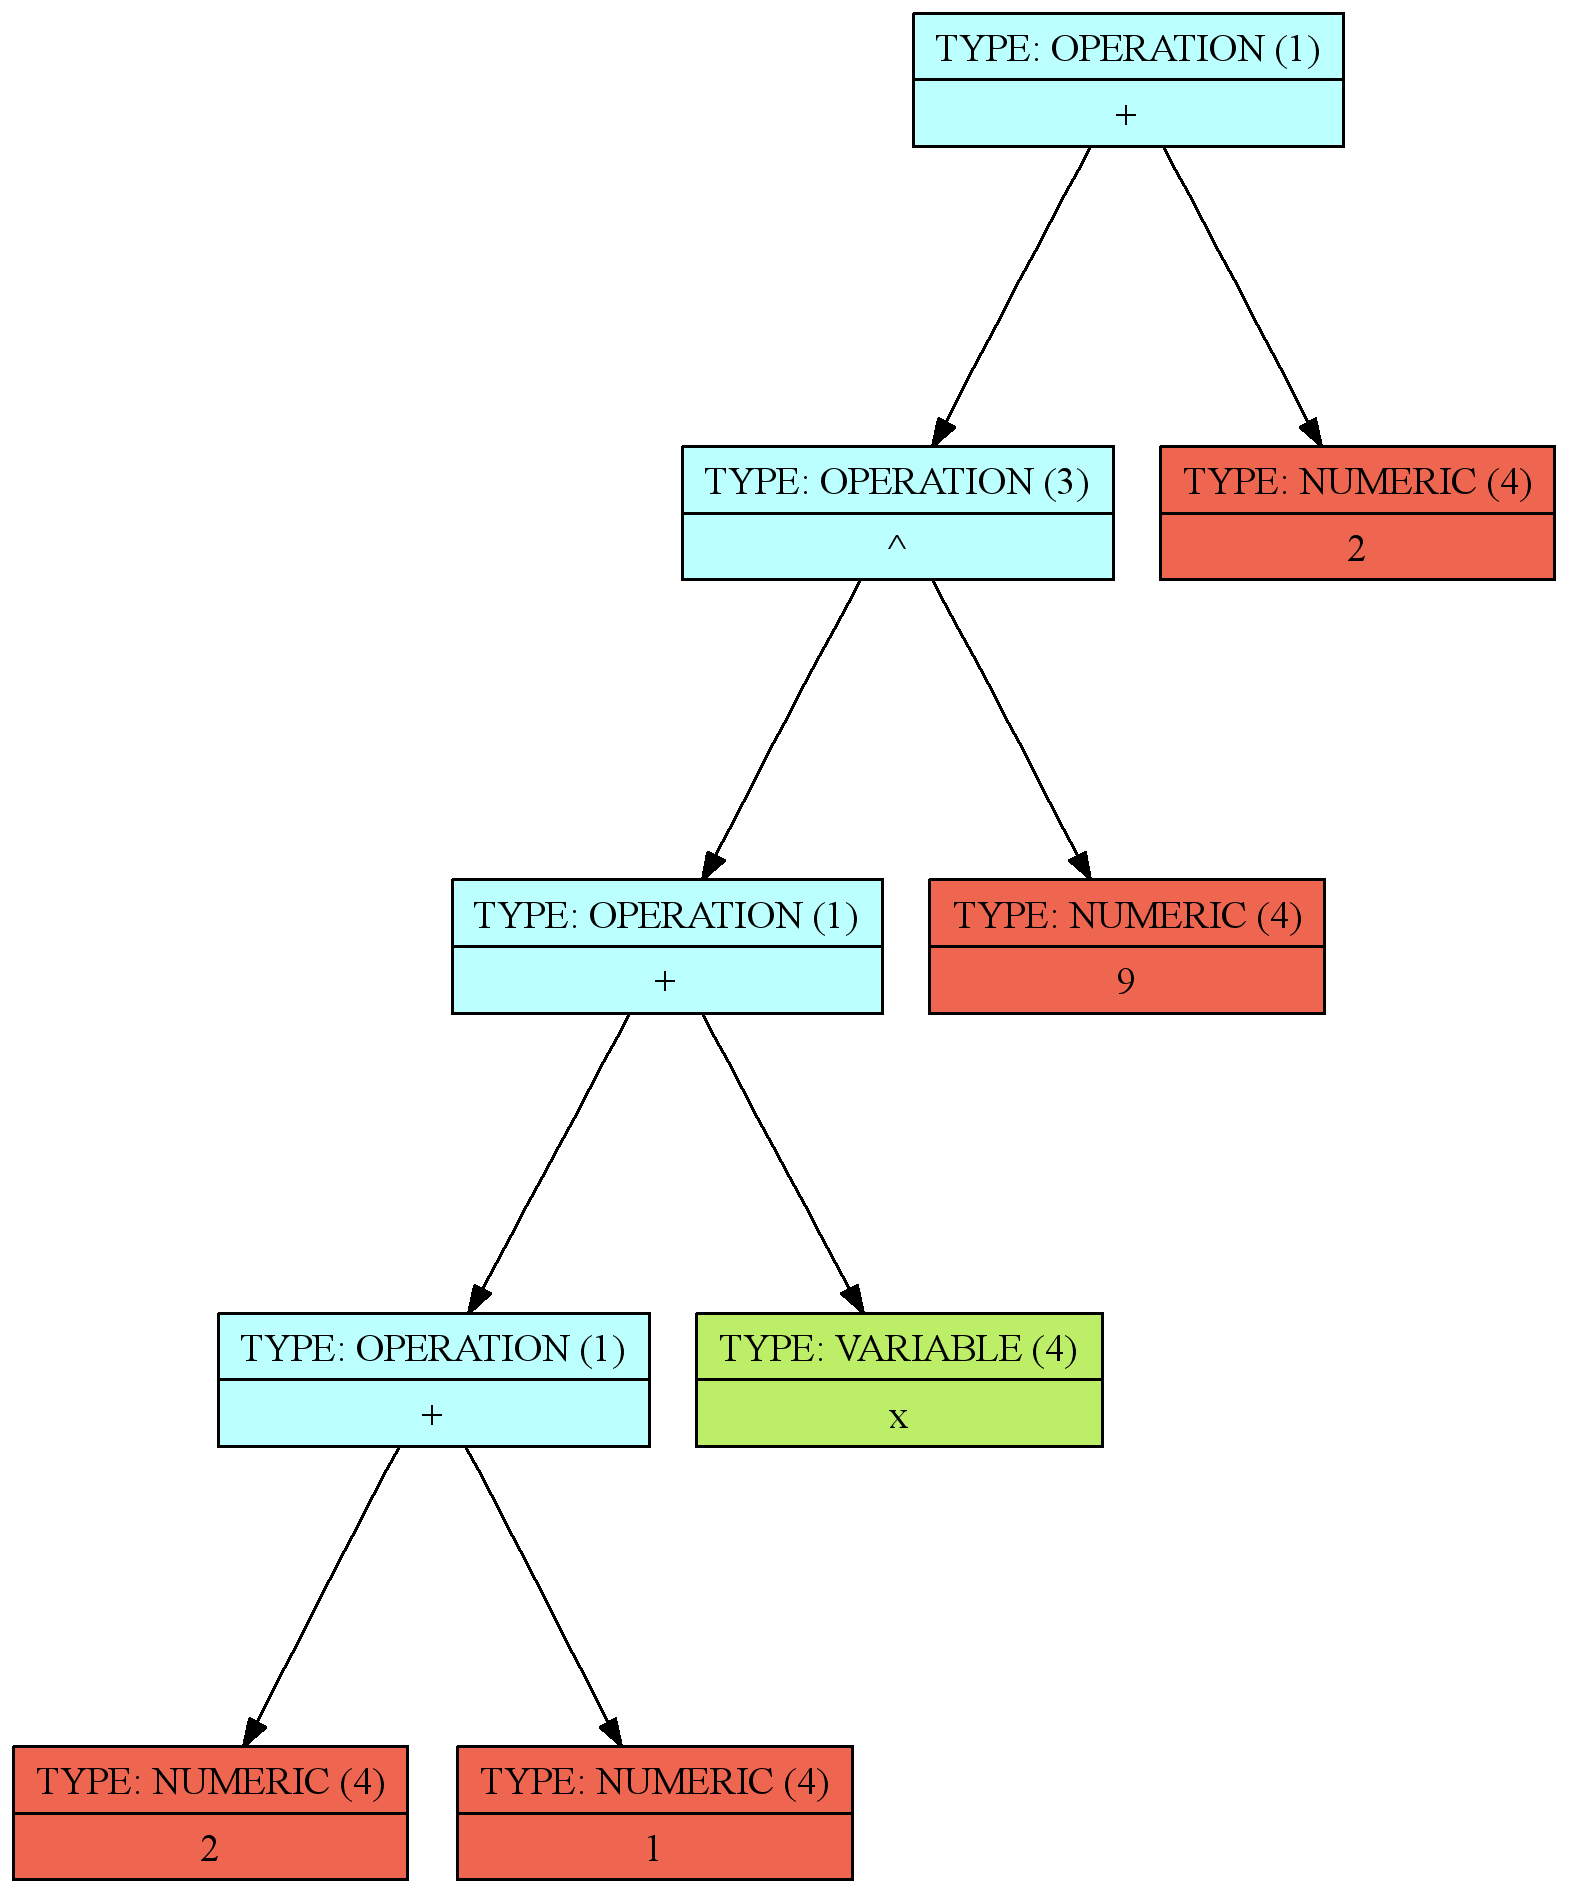 TYPE: OPERATION (1)
+
TYPE: OPERATION (3)
^
TYPE: NUMERIC (4)
2
TYPE: OPERATION (1)
+
TYPE: NUMERIC (4)
9
TYPE: OPERATION (1)
+
TYPE: VARIABLE (4)
x
TYPE: NUMERIC (4)
2
TYPE: NUMERIC (4)
1